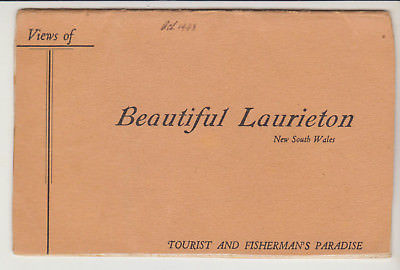 Views of
Beautiful Laurieton
New South Wales
TOURIST AND FISHERMAN'S PARADISE